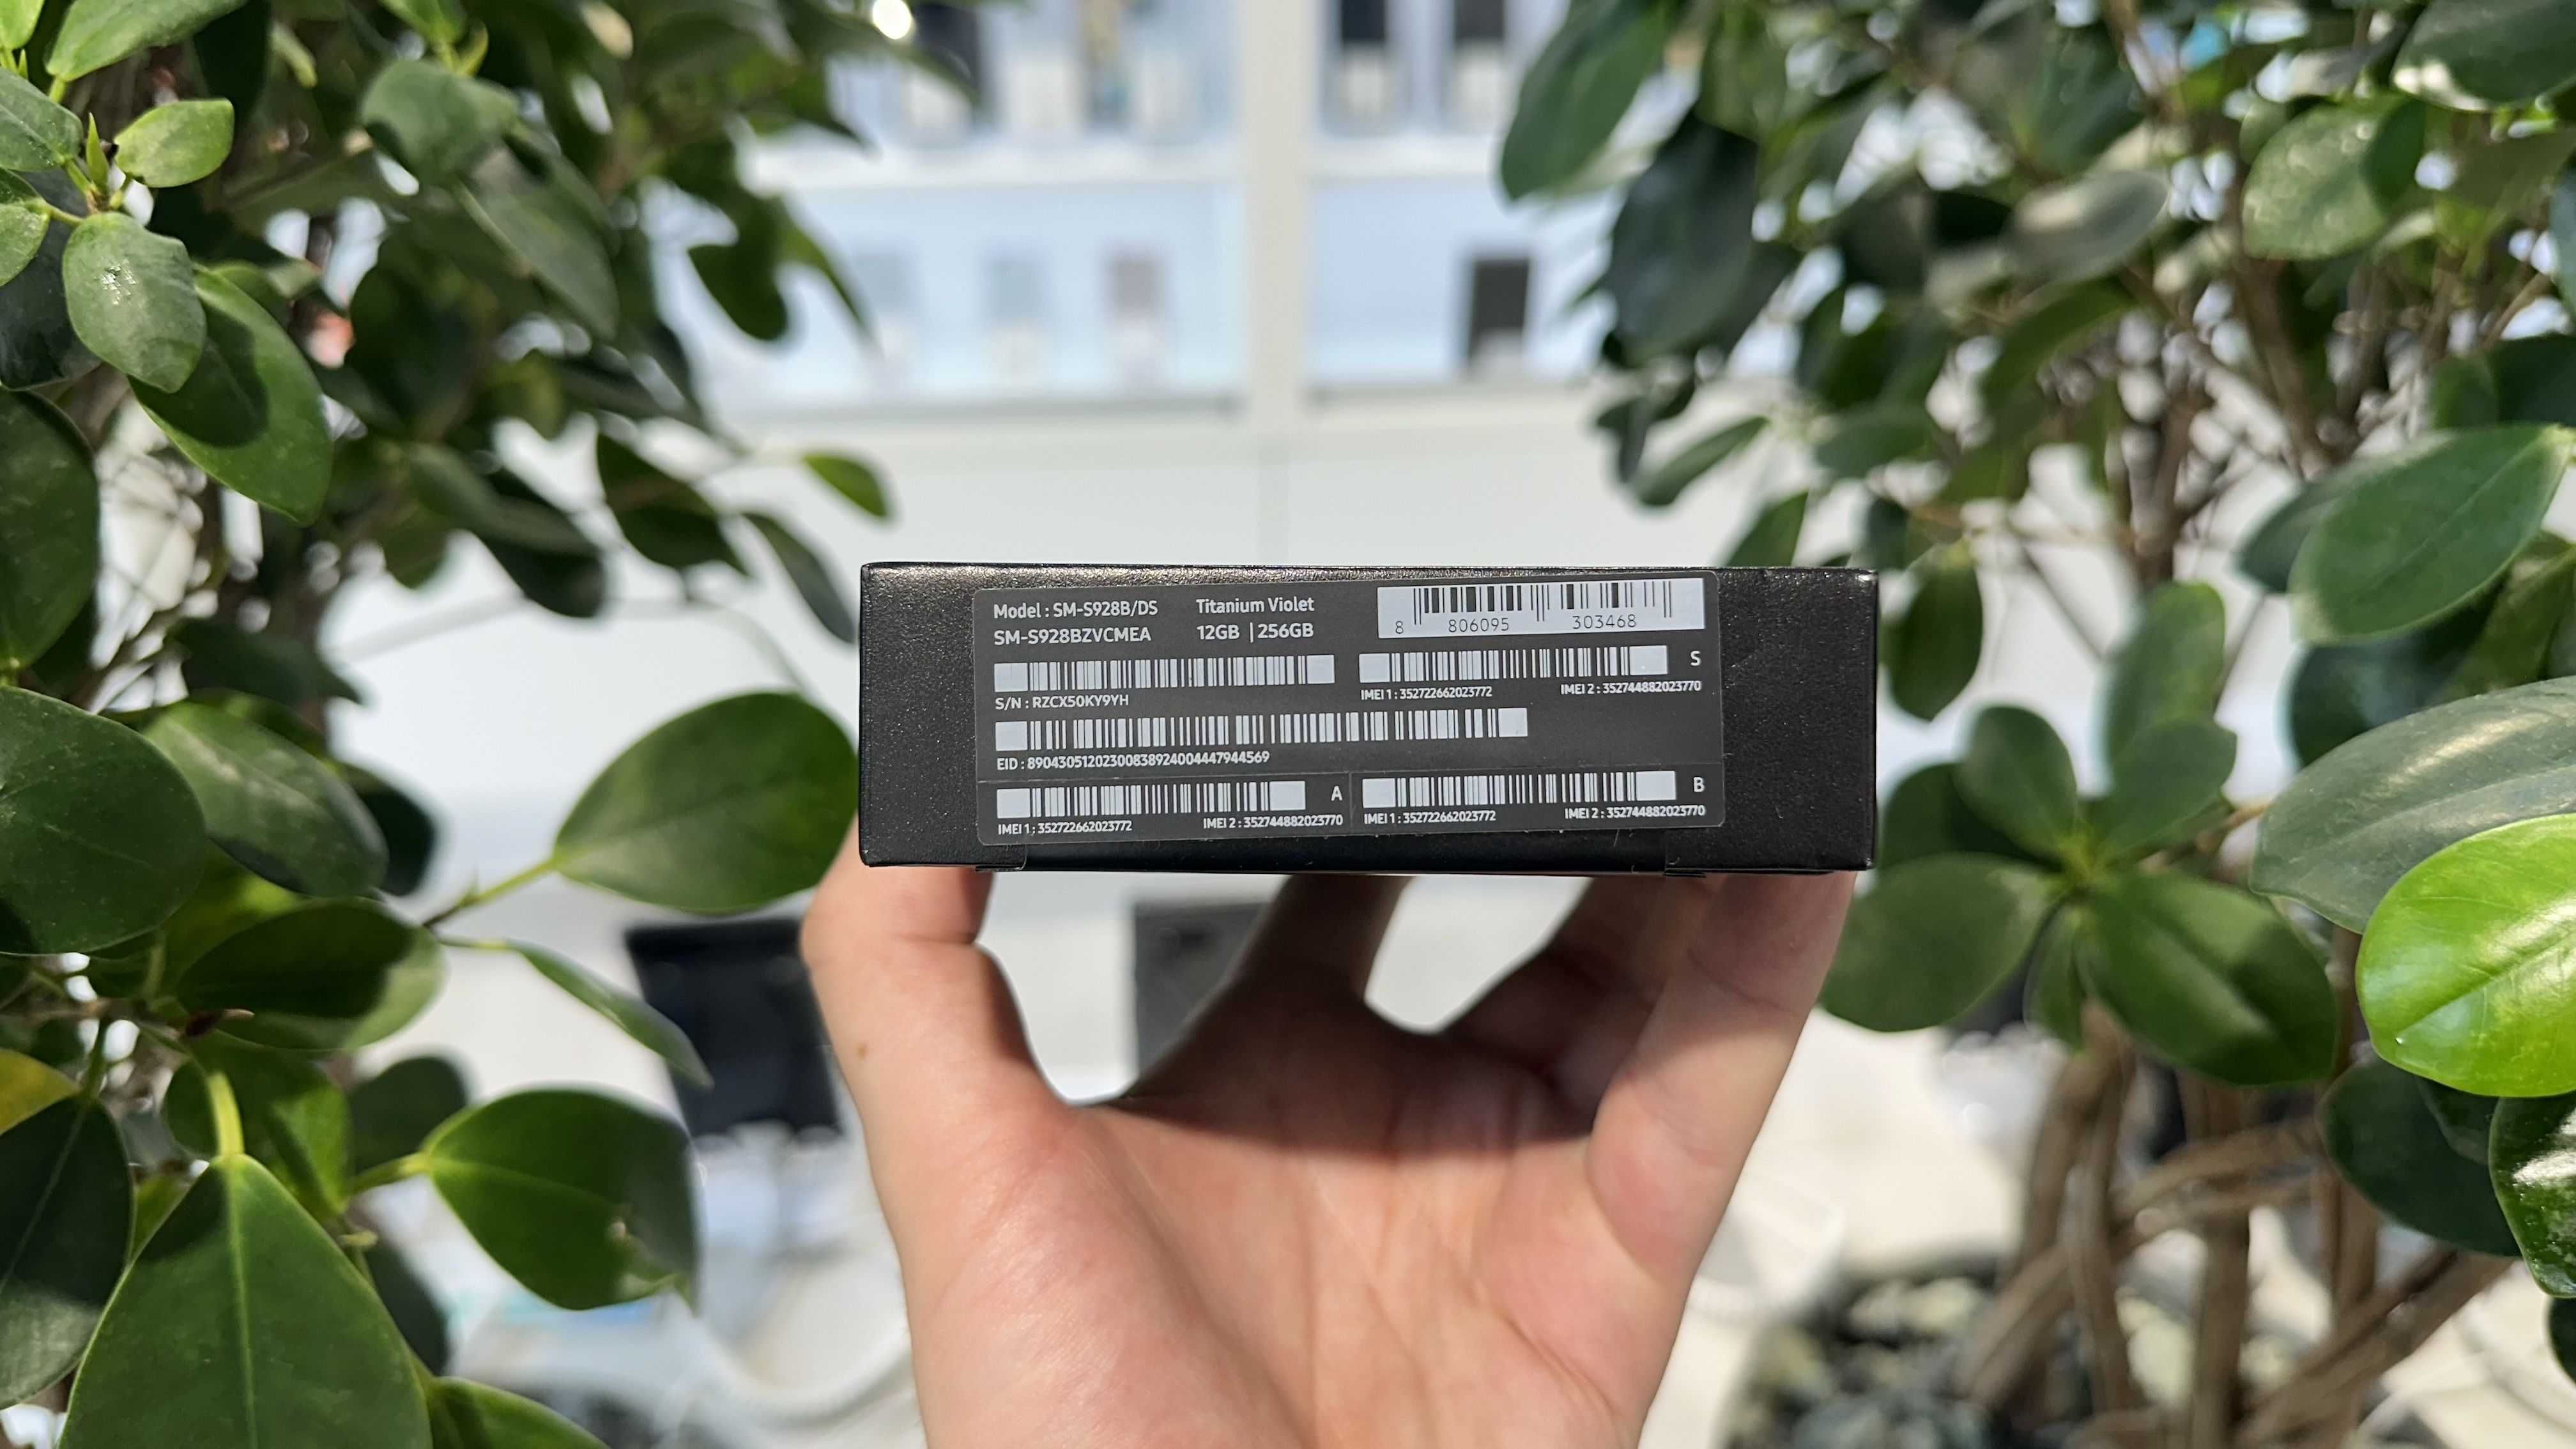 Model : SM-S928B/DS Titanium Violet
SM-S928BZVCMEA 12GB | 256GB
8 806095 303468
S
S/N : RZCX50KY9YH
IMEI 1 : 352722662023772 IMEI 2 : 352744882023770
EID : 89043051202300838924004447944569
A
IMEI 1 : 352722662023772 IMEI 2 : 352744882023770
B
IMEI 1 : 352722662023772 IMEI 2 : 352744882023770